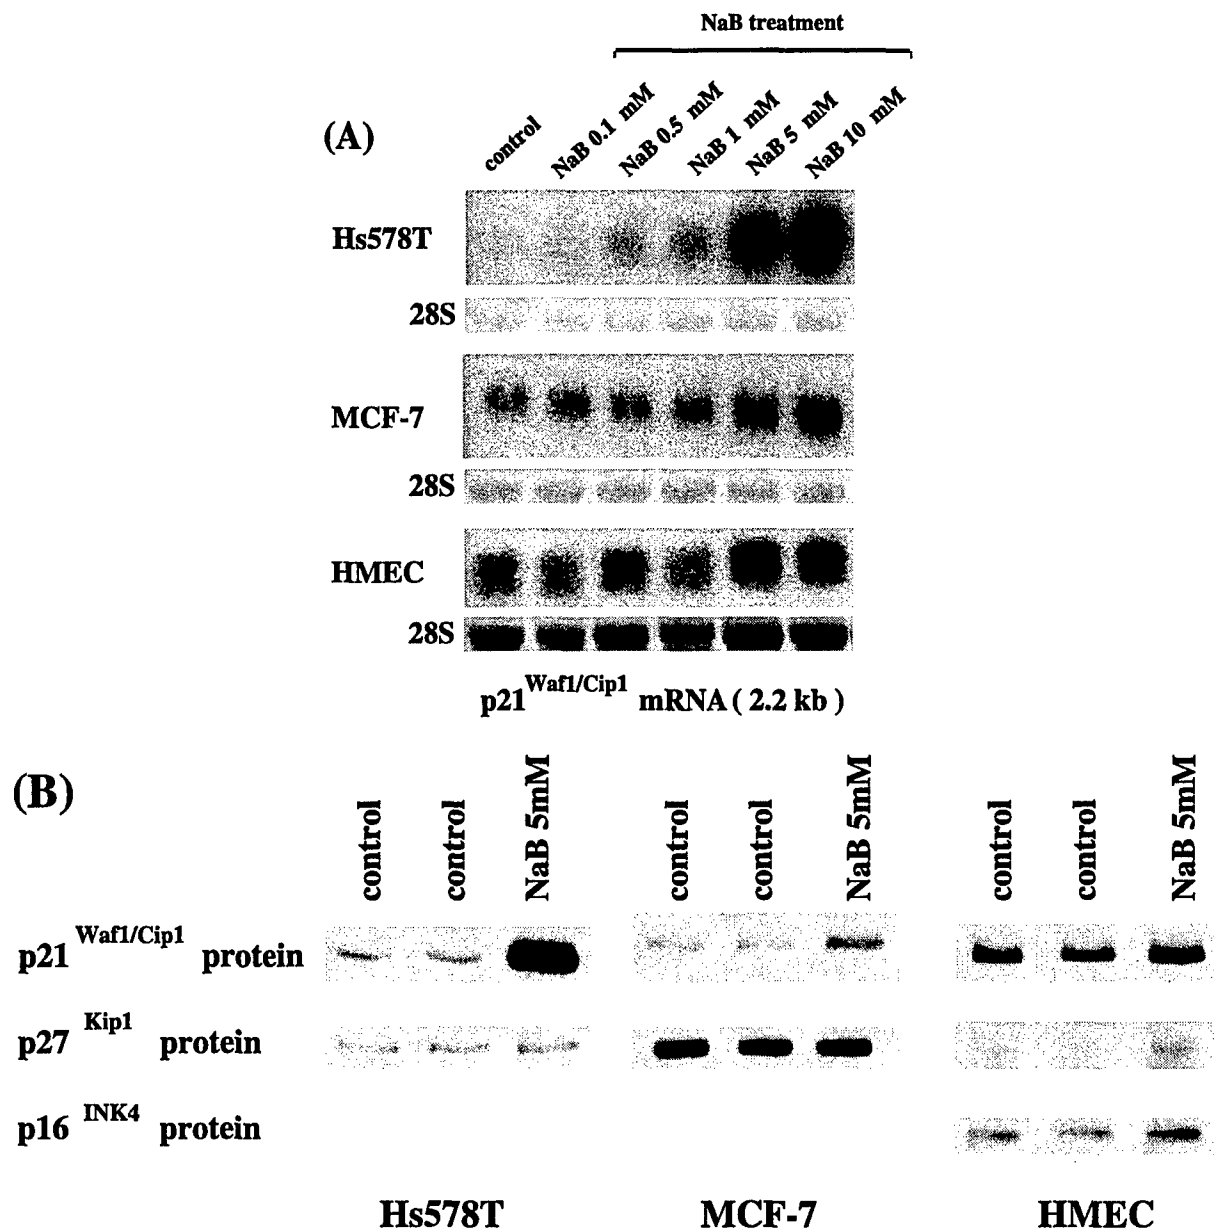 NaB treatment
(A)
control NaB 0.1 mM NaB 0.5 mM NaB 1 mM NaB 5 mM NaB 10 mM
Hs578T
28S
MCF-7
28S
HMEC
28S
p21 Waf1/Cip1 mRNA ( 2.2 kb )
(B)
control control NaB 5mM control control NaB 5mM control control NaB 5mM
p21 Waf1/Cip1 protein
p27 Kip1 protein
p16 INK4 protein
Hs578T MCF-7 HMEC